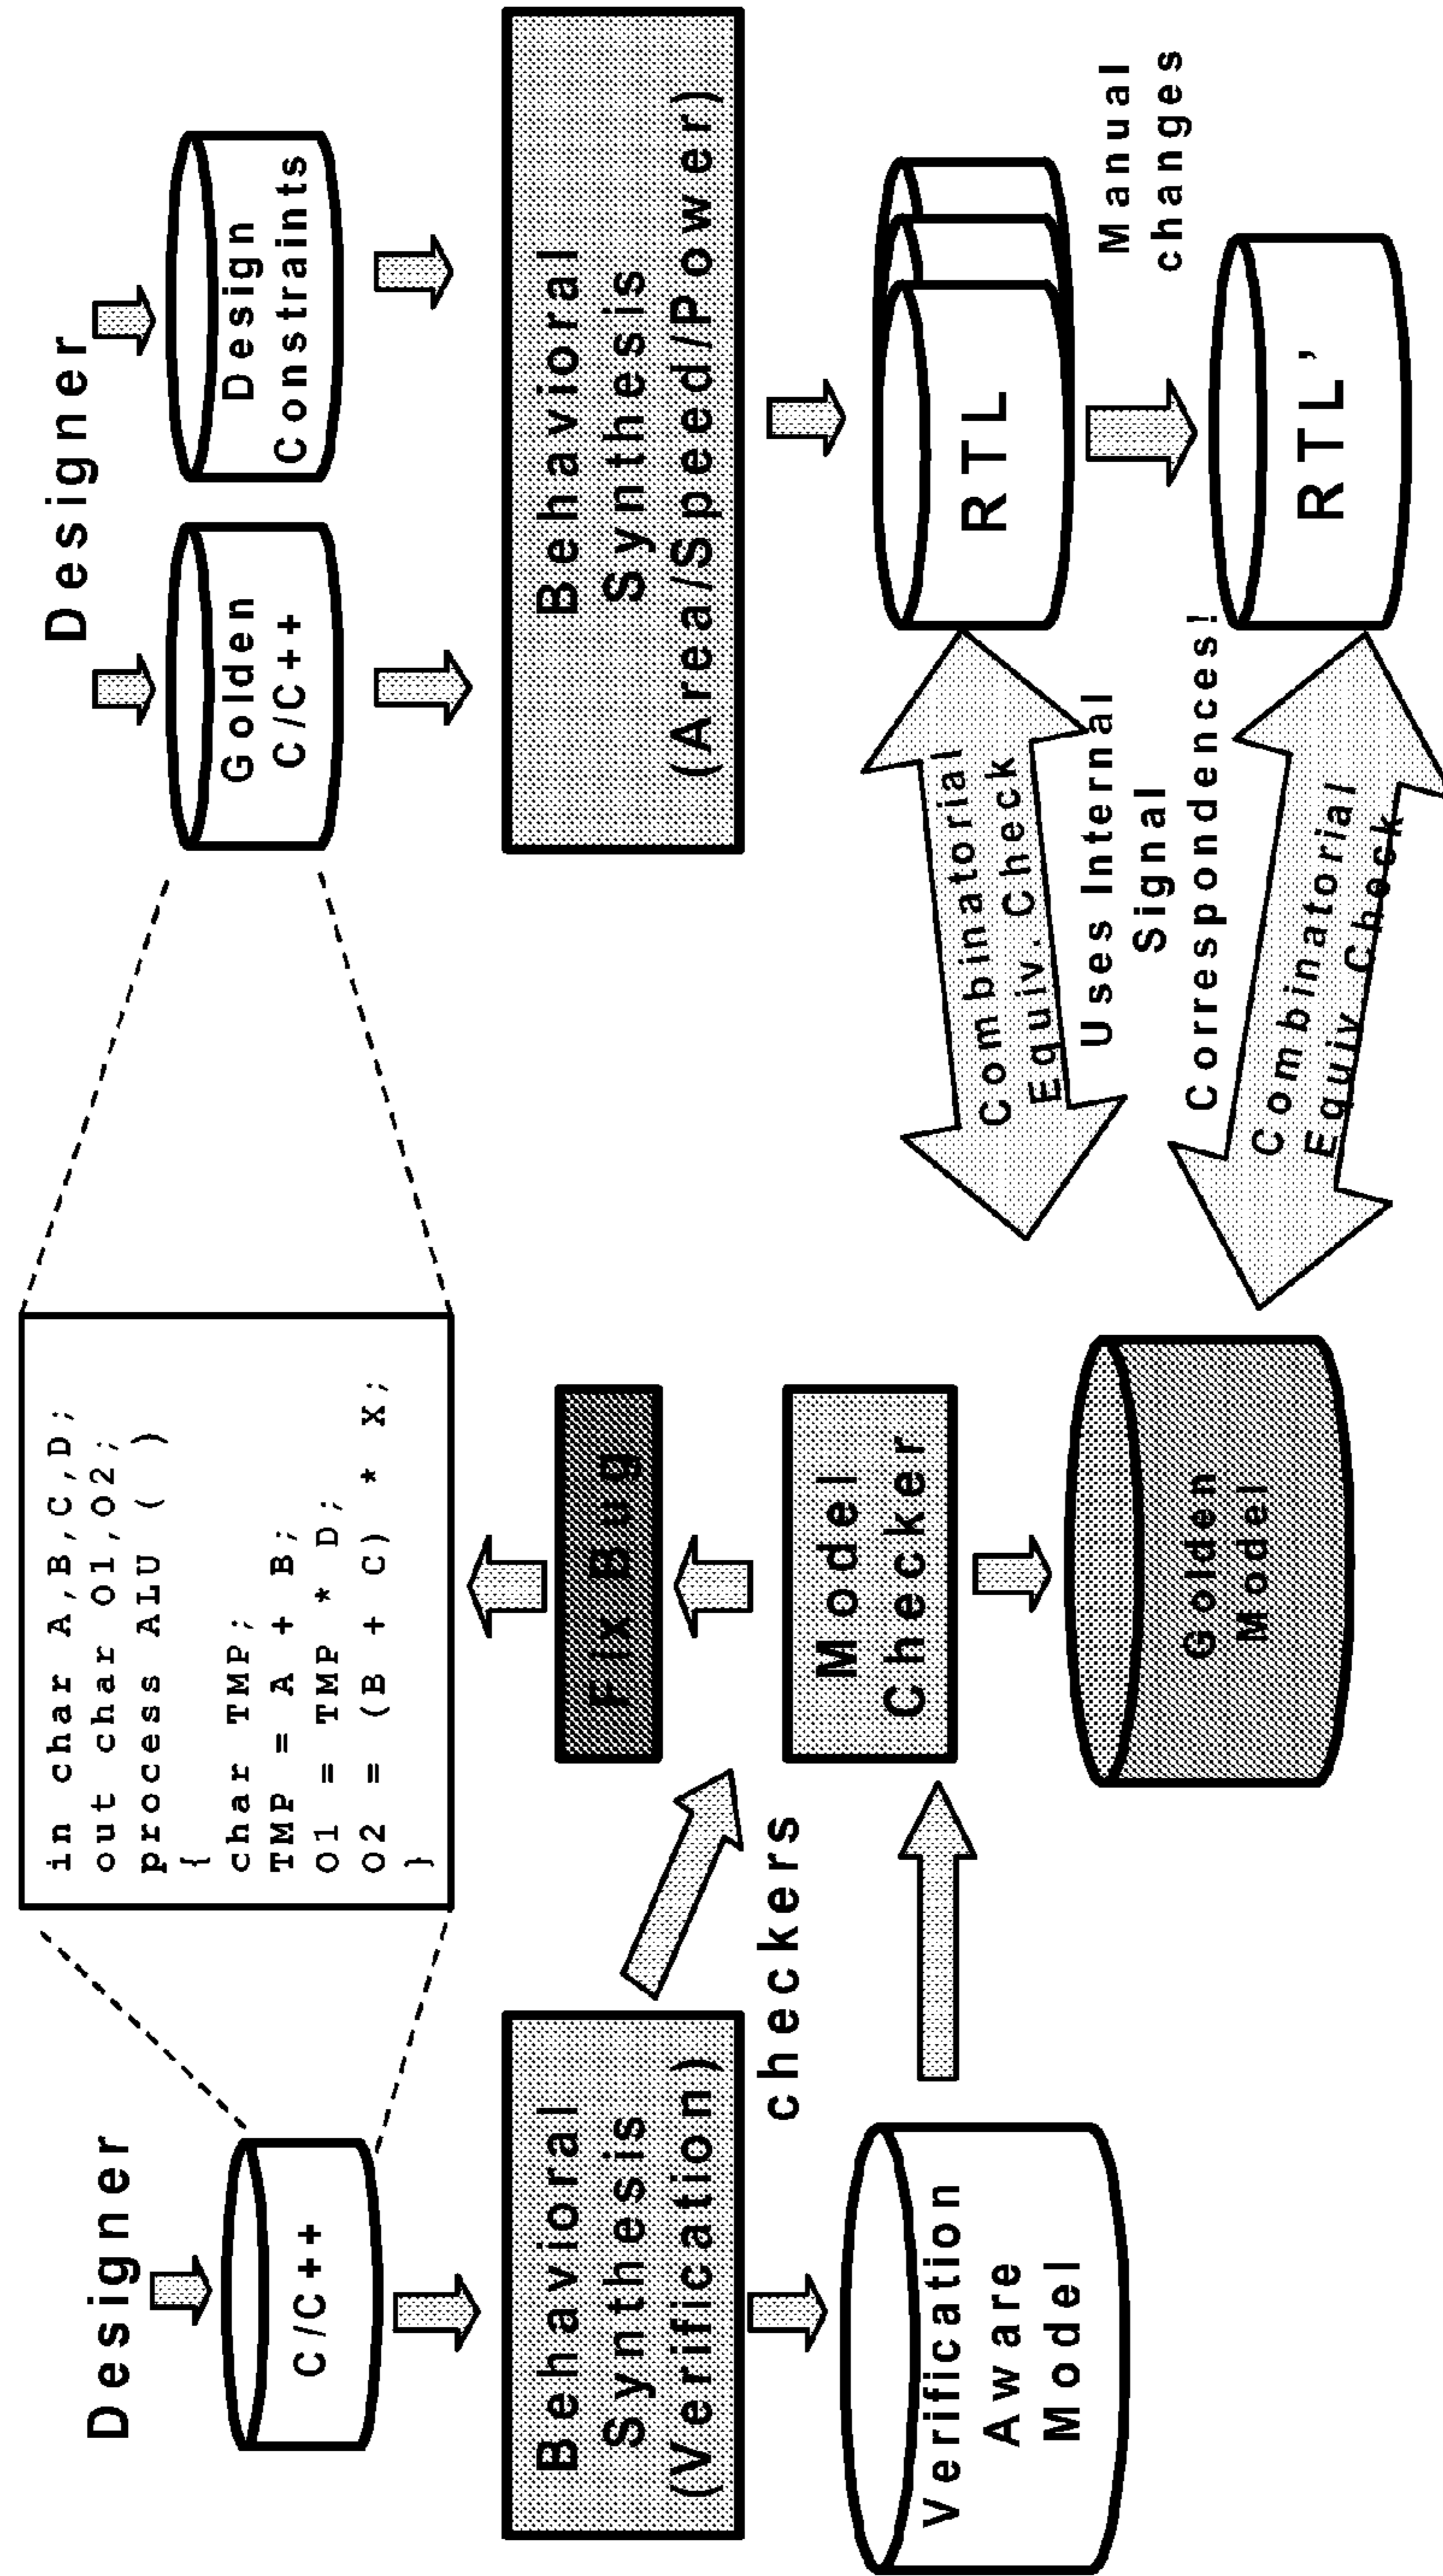 Designer
C/C++
Behavioral
Synthesis
(Verification)
Verification
Aware
Model
checkers
in char A,B,C,D;
out char O1,O2;
process ALU ( )
{
char TMP;
TMP = A + B;
O1 = TMP * D;
O2 = (B + C) * X;
}
Fix Bug
Model
Checker
Golden
Model
Designer
Golden
C/C++
Design
Constraints
Behavioral
Synthesis
(Area/Speed/Power)
RTL
Manual
changes
RTL'
Combinatorial
Equiv. Check
Uses Internal
Signal
Correspondences!
Combinatorial
Equiv Check